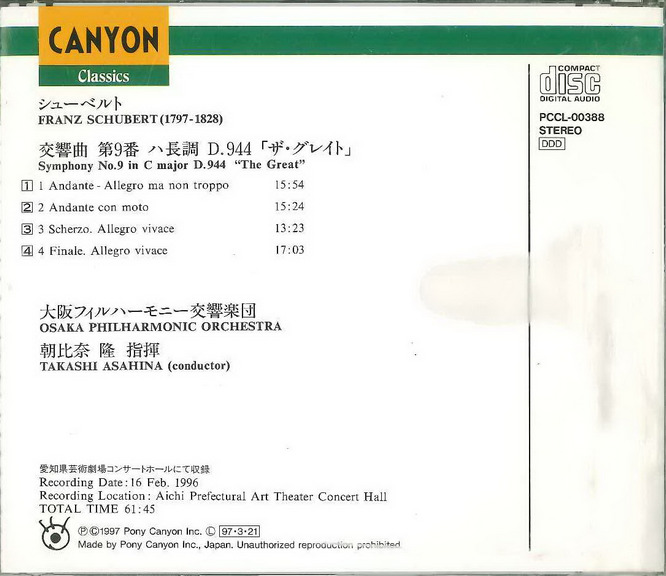 CANYON
Classics
COMPACT
disc
DIGITAL AUDIO
PCCL-00388
STEREO
DDD
シューベルト
FRANZ SCHUBERT (1797-1828)
交響曲 第9番 ハ長調 D.944 「ザ・グレイト」
Symphony No.9 in C major D.944 “The Great”
1 1 Andante - Allegro ma non troppo 15:54
2 2 Andante con moto 15:24
3 3 Scherzo. Allegro vivace 13:23
4 4 Finale. Allegro vivace 17:03
大阪フィルハーモニー交響楽団
OSAKA PHILHARMONIC ORCHESTRA
朝比奈 隆 指揮
TAKASHI ASAHINA (conductor)
愛知県芸術劇場コンサートホールにて収録
Recording Date : 16 Feb. 1996
Recording Location : Aichi Prefectural Art Theater Concert Hall
TOTAL TIME 61:45
Ⓟ©1997 Pony Canyon Inc. Ⓛ 97・3・21
Made by Pony Canyon Inc., Japan. Unauthorized reproduction prohibited.